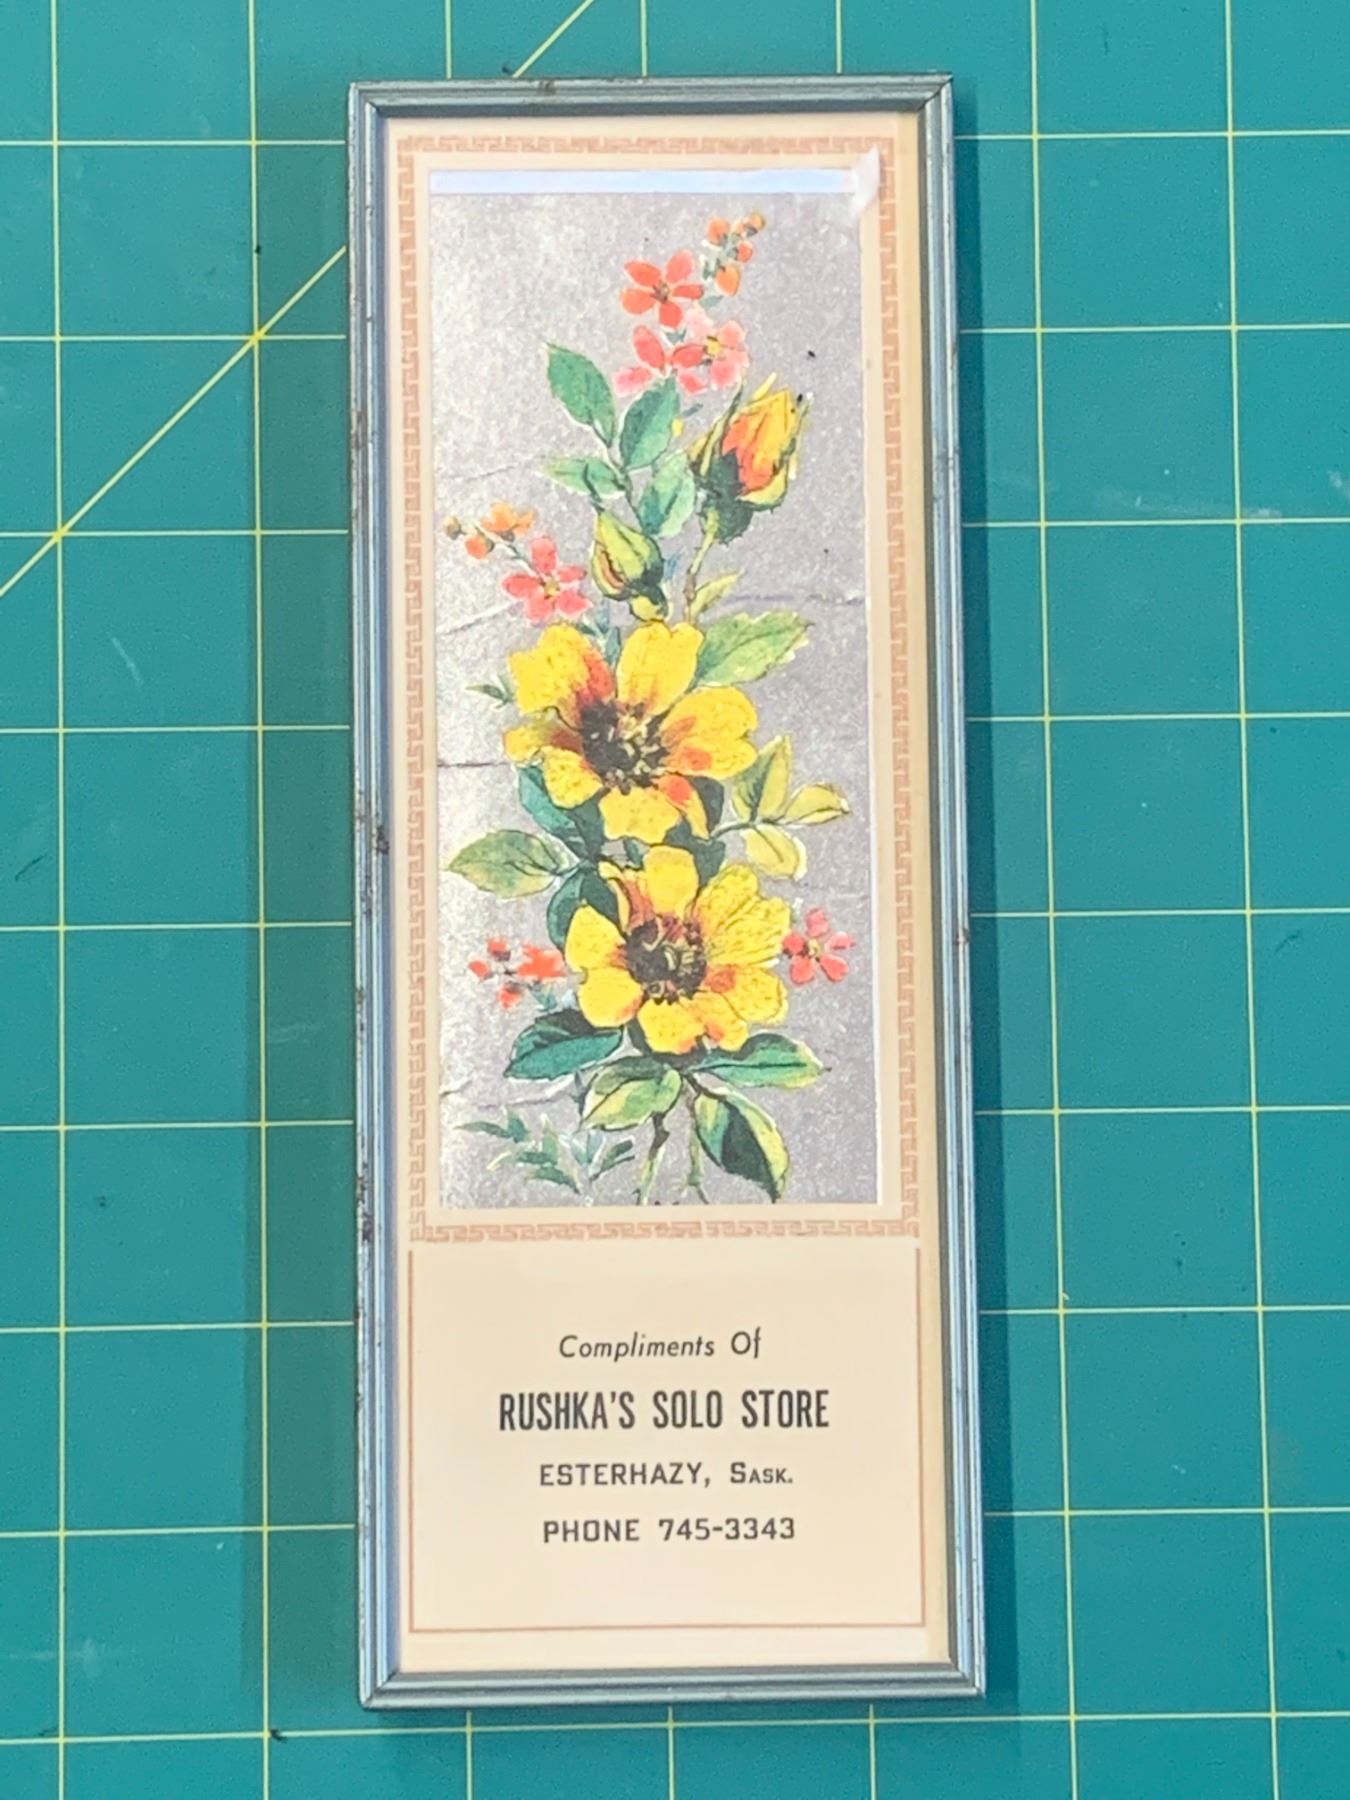 Compliments Of
RUSHKA'S SOLO STORE
ESTERHAZY, SASK.
PHONE 745-3343